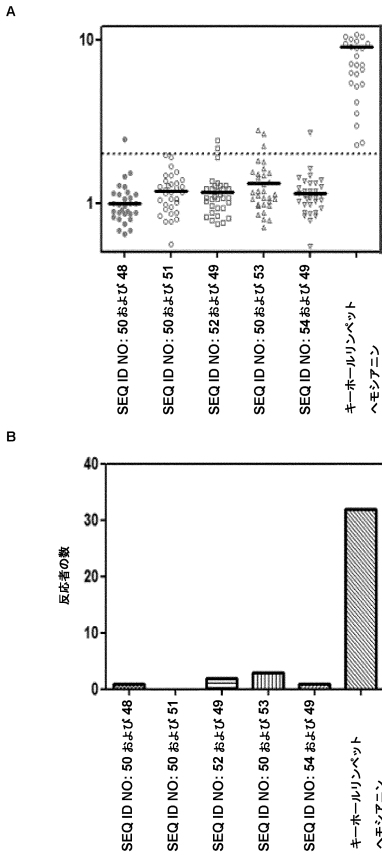 A
10
1
SEQ ID NO: 50 および 48
SEQ ID NO: 50 および 51
SEQ ID NO: 52 および 49
SEQ ID NO: 50 および 53
SEQ ID NO: 54 および 49
キーホールリンペット
ヘモシアニン
B
反応者の数
40
30
20
10
0
SEQ ID NO: 50 および 48
SEQ ID NO: 50 および 51
SEQ ID NO: 52 および 49
SEQ ID NO: 50 および 53
SEQ ID NO: 54 および 49
キーホールリンペット
ヘモシアニン